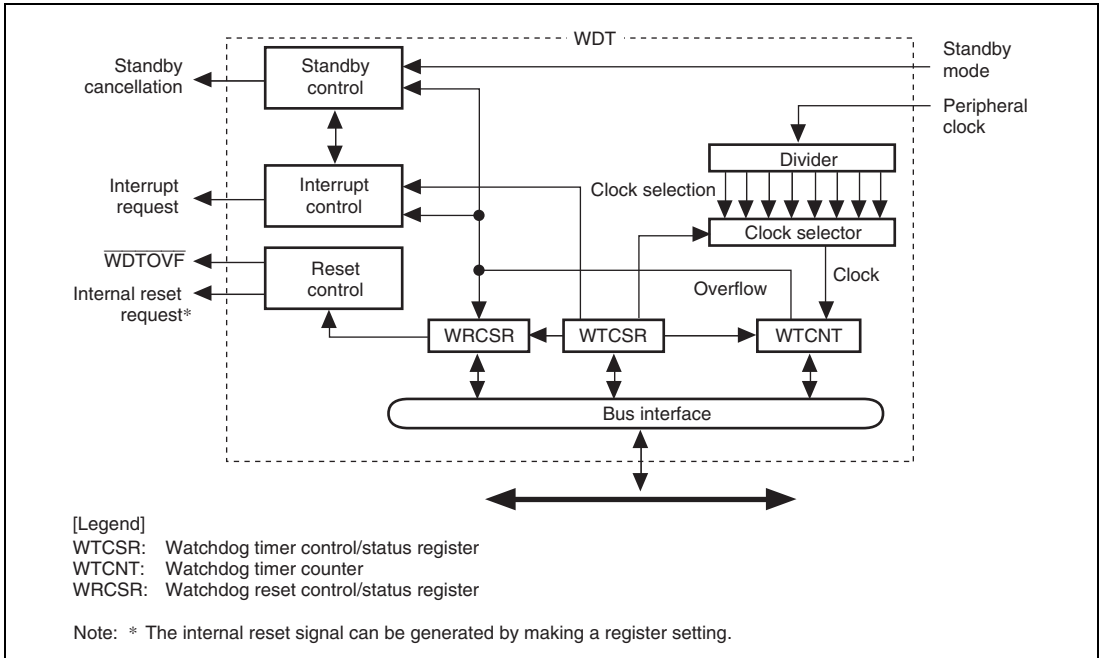 WDT
Standby
cancellation
Standby
control
Standby
mode
Peripheral
clock
Divider
Interrupt
request
Interrupt
control
Clock selection
Clock selector
WDTOVF
Internal reset
request*
Reset
control
Overflow
Clock
WRCSR
WTCSR
WTCNT
Bus interface
[Legend]
WTCSR: Watchdog timer control/status register
WTCNT: Watchdog timer counter
WRCSR: Watchdog reset control/status register
Note: * The internal reset signal can be generated by making a register setting.